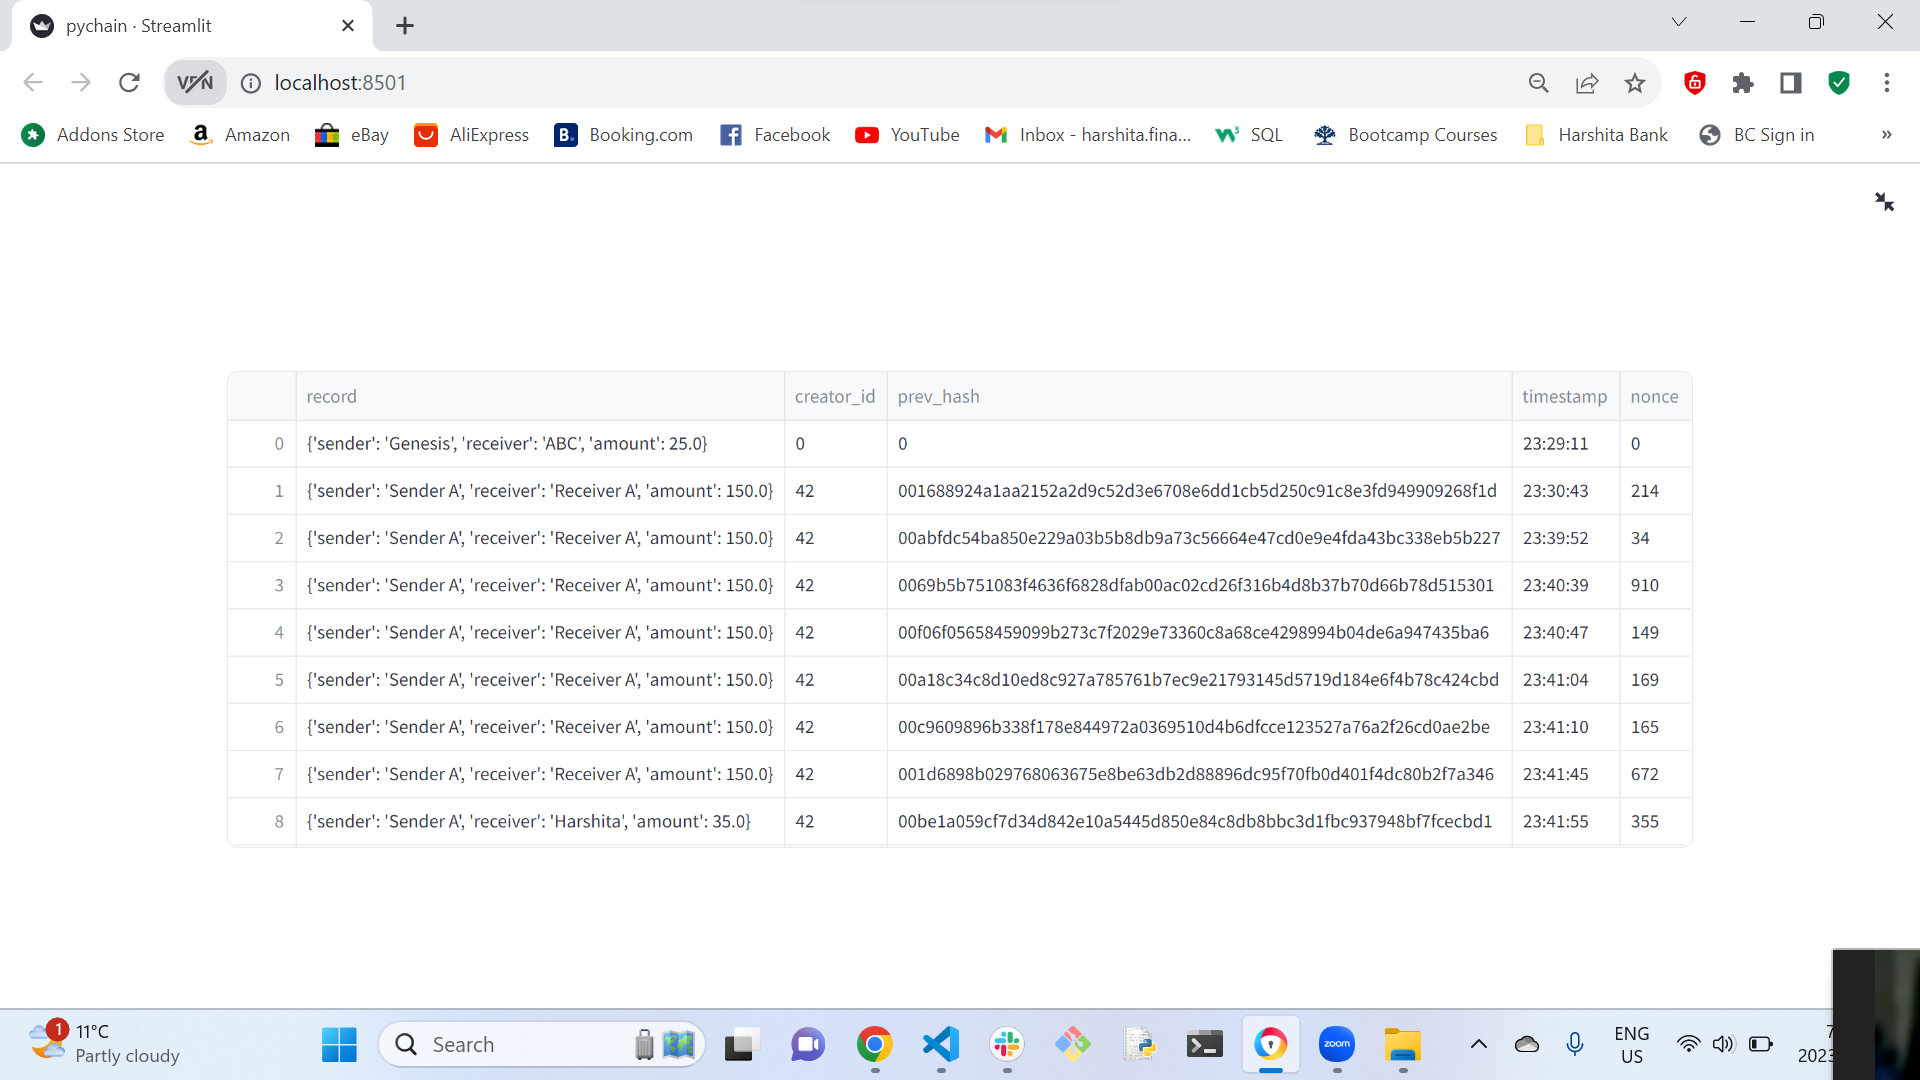 pychain · Streamlit
VPN localhost:8501
Addons Store Amazon eBay AliExpress Booking.com Facebook YouTube Inbox - harshita.fina... SQL Bootcamp Courses Harshita Bank BC Sign in »
record creator_id prev_hash timestamp nonce
0 {'sender': 'Genesis', 'receiver': 'ABC', 'amount': 25.0} 0 0 23:29:11 0
1 {'sender': 'Sender A', 'receiver': 'Receiver A', 'amount': 150.0} 42 001688924a1aa2152a2d9c52d3e6708e6dd1cb5d250c91c8e3fd949909268f1d 23:30:43 214
2 {'sender': 'Sender A', 'receiver': 'Receiver A', 'amount': 150.0} 42 00abfdc54ba850e229a03b5b8db9a73c56664e47cd0e9e4fda43bc338eb5b227 23:39:52 34
3 {'sender': 'Sender A', 'receiver': 'Receiver A', 'amount': 150.0} 42 0069b5b751083f4636f6828dfab00ac02cd26f316b4d8b37b70d66b78d515301 23:40:39 910
4 {'sender': 'Sender A', 'receiver': 'Receiver A', 'amount': 150.0} 42 00f06f05658459099b273c7f2029e73360c8a68ce4298994b04de6a947435ba6 23:40:47 149
5 {'sender': 'Sender A', 'receiver': 'Receiver A', 'amount': 150.0} 42 00a18c34c8d10ed8c927a785761b7ec9e21793145d5719d184e6f4b78c424cbd 23:41:04 169
6 {'sender': 'Sender A', 'receiver': 'Receiver A', 'amount': 150.0} 42 00c9609896b338f178e844972a0369510d4b6dfcce123527a76a2f26cd0ae2be 23:41:10 165
7 {'sender': 'Sender A', 'receiver': 'Receiver A', 'amount': 150.0} 42 001d6898b029768063675e8be63db2d88896dc95f70fb0d401f4dc80b2f7a346 23:41:45 672
8 {'sender': 'Sender A', 'receiver': 'Harshita', 'amount': 35.0} 42 00be1a059cf7d34d842e10a5445d850e84c8db8bbc3d1fbc937948bf7fcecbd1 23:41:55 355
1 11°C
Partly cloudy
Search
zoom
ENG
US
7
2023